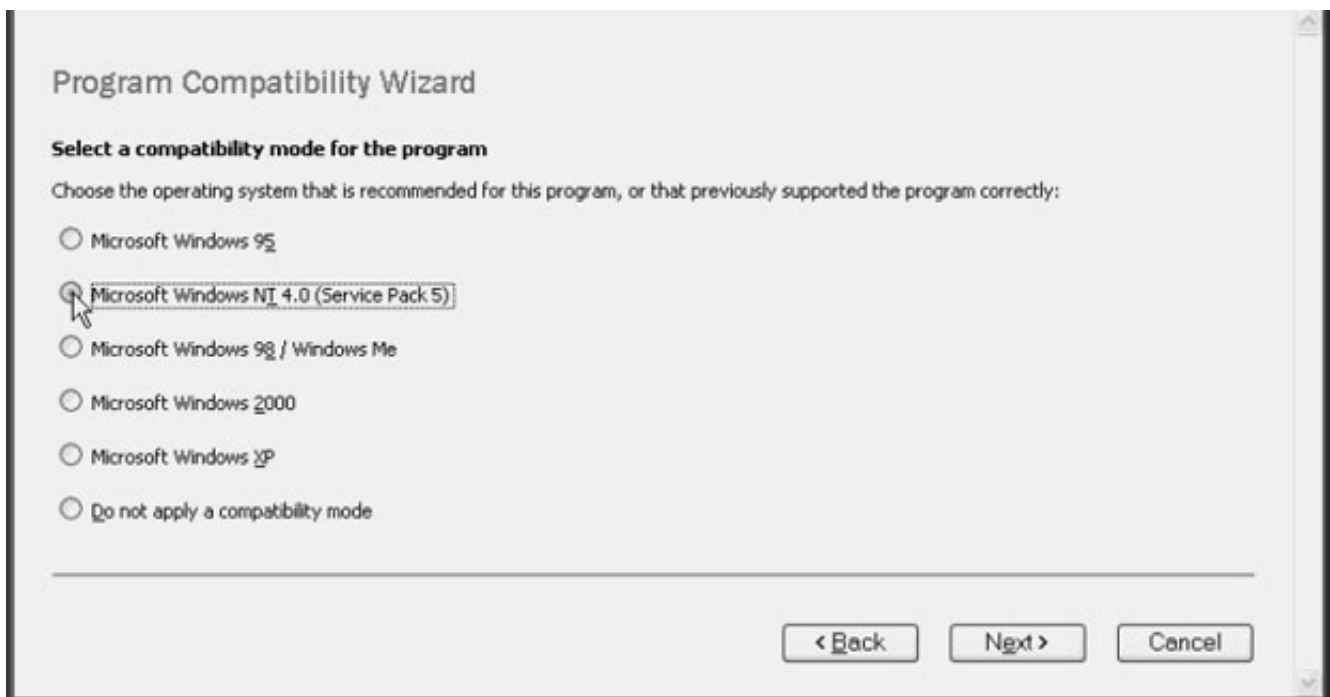 Program Compatibility Wizard
Select a compatibility mode for the program
Choose the operating system that is recommended for this program, or that previously supported the program correctly:
Microsoft Windows 95
Microsoft Windows NT 4.0 (Service Pack 5)
Microsoft Windows 98 / Windows Me
Microsoft Windows 2000
Microsoft Windows XP
Do not apply a compatibility mode
< Back Next > Cancel